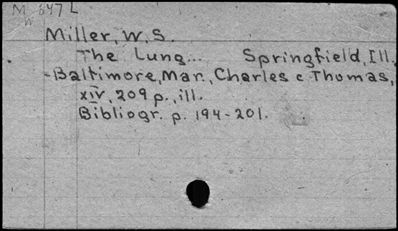 M 647 L
W
Miller, W.S.
The Lung... Springfield, Ill.
-Baltimore, Mar., Charles c Thomas,
xiv, 209 p., ill.
Bibliogr. p. 194-201.